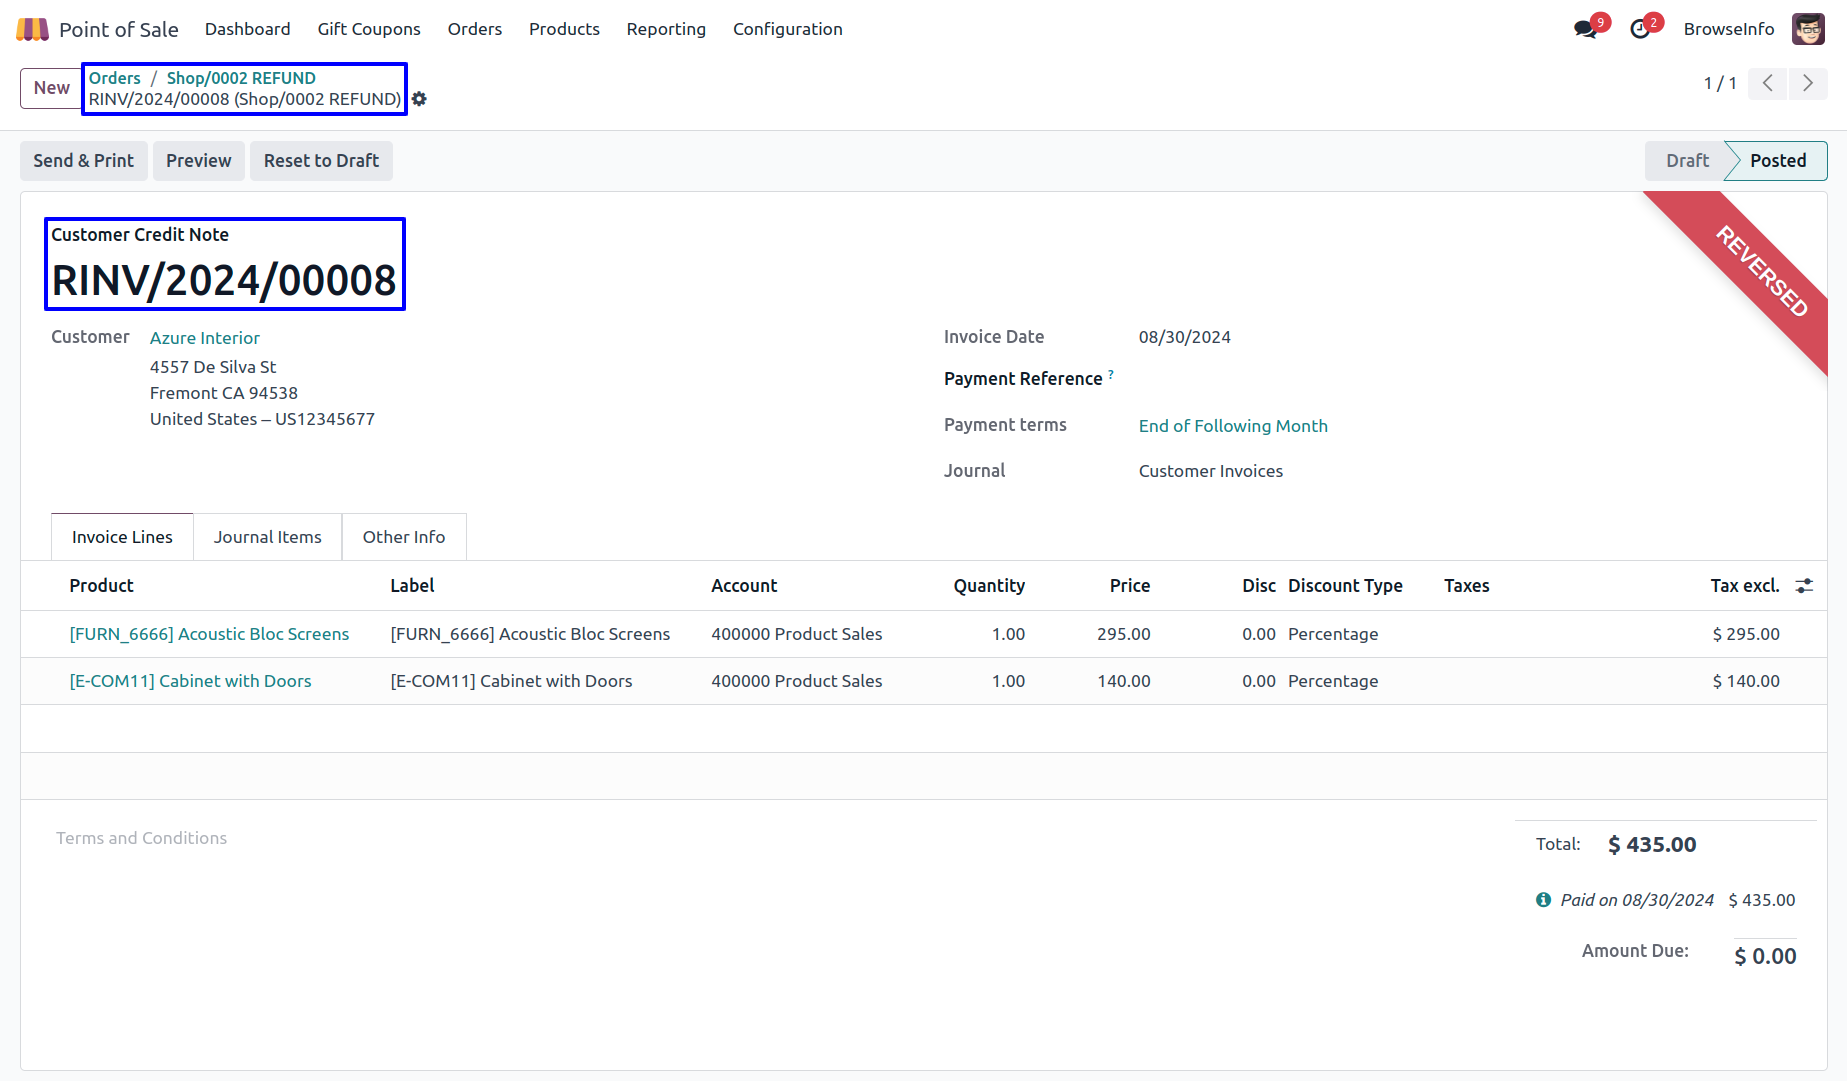 Point of Sale Dashboard Gift Coupons Orders Products Reporting Configuration 9 2 BrowseInfo
New
Orders / Shop/0002 REFUND
RINV/2024/00008 (Shop/0002 REFUND)
1 / 1
Send & Print Preview Reset to Draft Draft Posted
REVERSED
Customer Credit Note
RINV/2024/00008
Customer Azure Interior
4557 De Silva St
Fremont CA 94538
United States – US12345677
Invoice Date 08/30/2024
Payment Reference ?
Payment terms End of Following Month
Journal Customer Invoices
Invoice Lines Journal Items Other Info
Product Label Account Quantity Price Disc Discount Type Taxes Tax excl.
[FURN_6666] Acoustic Bloc Screens [FURN_6666] Acoustic Bloc Screens 400000 Product Sales 1.00 295.00 0.00 Percentage $ 295.00
[E-COM11] Cabinet with Doors [E-COM11] Cabinet with Doors 400000 Product Sales 1.00 140.00 0.00 Percentage $ 140.00
Terms and Conditions
Total: $ 435.00
Paid on 08/30/2024 $ 435.00
Amount Due: $ 0.00